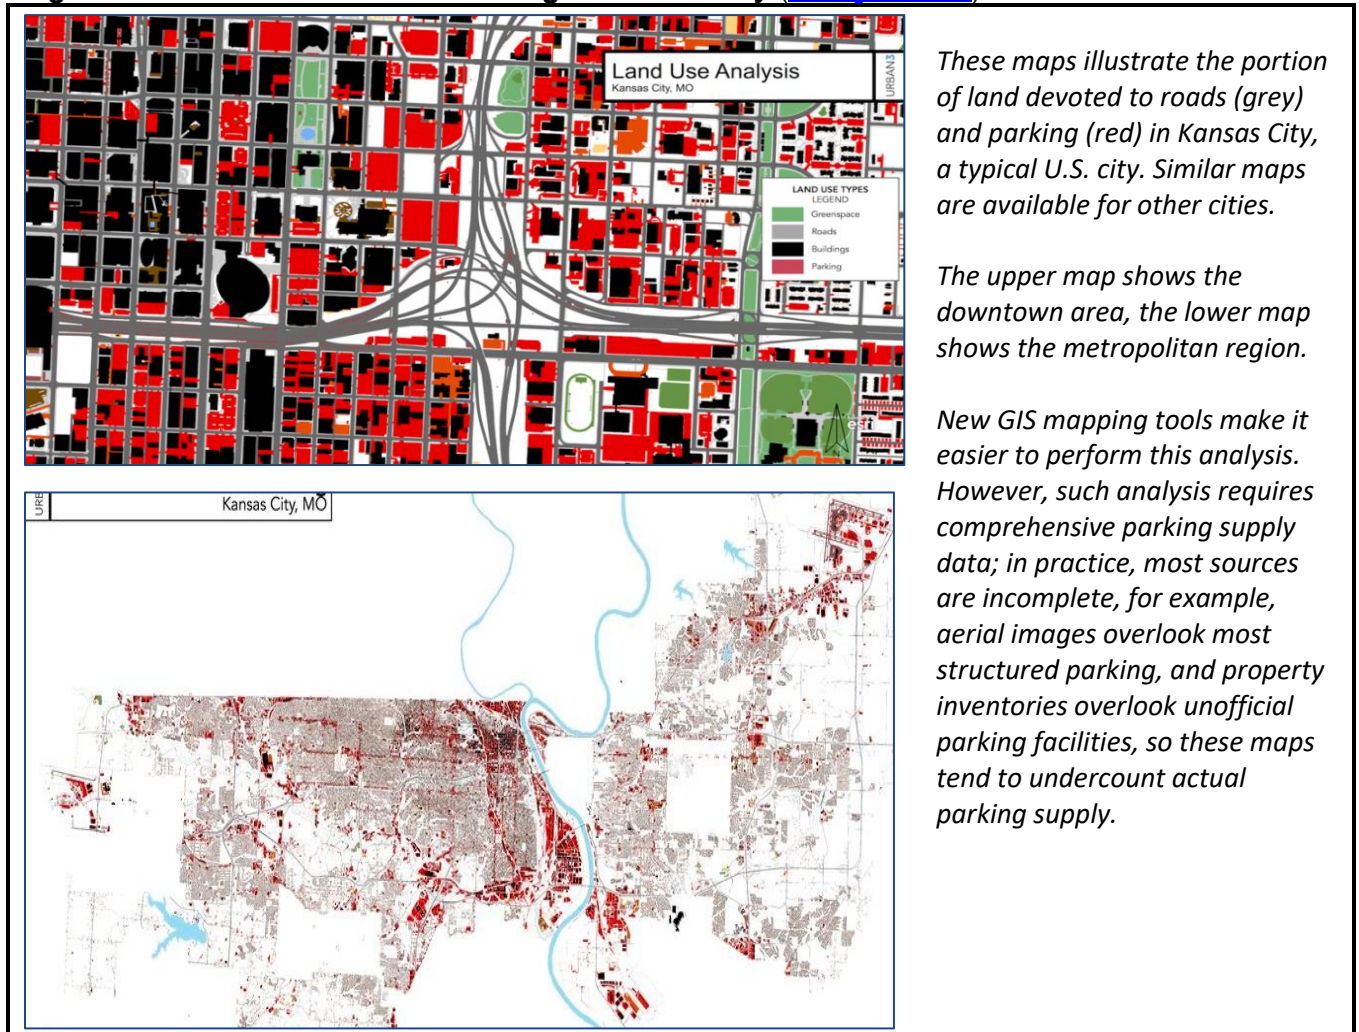 Land Use Analysis
Kansas City, MO
URBAN3
LAND USE TYPES
LEGEND
Greenspace
Roads
Buildings
Parking
esri
N
URB
Kansas City, MO
These maps illustrate the portion
of land devoted to roads (grey)
and parking (red) in Kansas City,
a typical U.S. city. Similar maps
are available for other cities.
The upper map shows the
downtown area, the lower map
shows the metropolitan region.
New GIS mapping tools make it
easier to perform this analysis.
However, such analysis requires
comprehensive parking supply
data; in practice, most sources
are incomplete, for example,
aerial images overlook most
structured parking, and property
inventories overlook unofficial
parking facilities, so these maps
tend to undercount actual
parking supply.